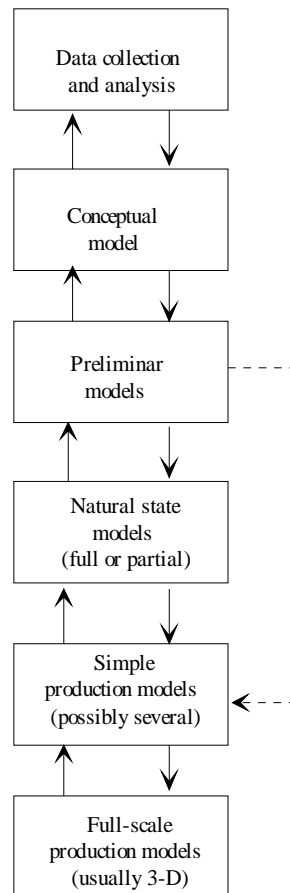 Data collection
and analysis
Conceptual
model
Preliminar
models
Natural state
models
(full or partial)
Simple
production models
(possibly several)
Full-scale
production models
(usually 3-D)